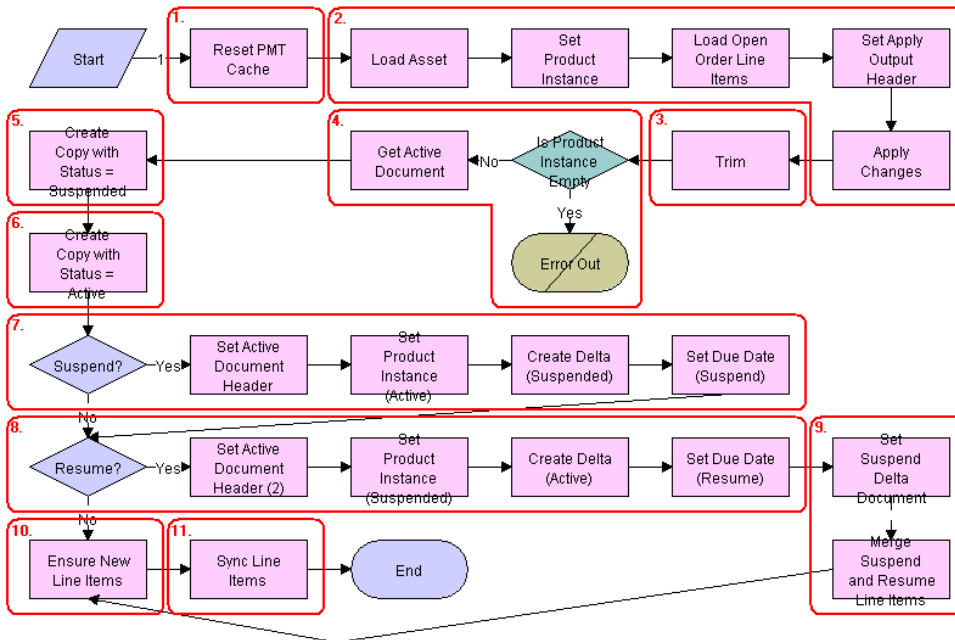 1.
2.
Start
1
Reset PMT
Cache
Load Asset
Set
Product
Instance
Load Open
Order Line
Items
Set Apply
Output
Header
5.
4.
3.
Create
Copy with
Status =
Suspended
Get Active
Document
No
Is Product
Instance
Empty
Trim
Apply
Changes
Yes
6.
Create
Copy with
Status =
Active
Error Out
7.
Suspend?
Yes
Set Active
Document
Header
Set
Product
Instance
(Active)
Create Delta
(Suspended)
Set Due Date
(Suspend)
No
8.
Resume?
Yes
Set Active
Document
Header (2)
Set
Product
Instance
(Suspended)
Create Delta
(Active)
Set Due Date
(Resume)
9.
Set
Suspend
Delta
Document
No
10.
11.
Ensure New
Line Items
Sync Line
Items
End
Merge
Suspend
and Resume
Line Items